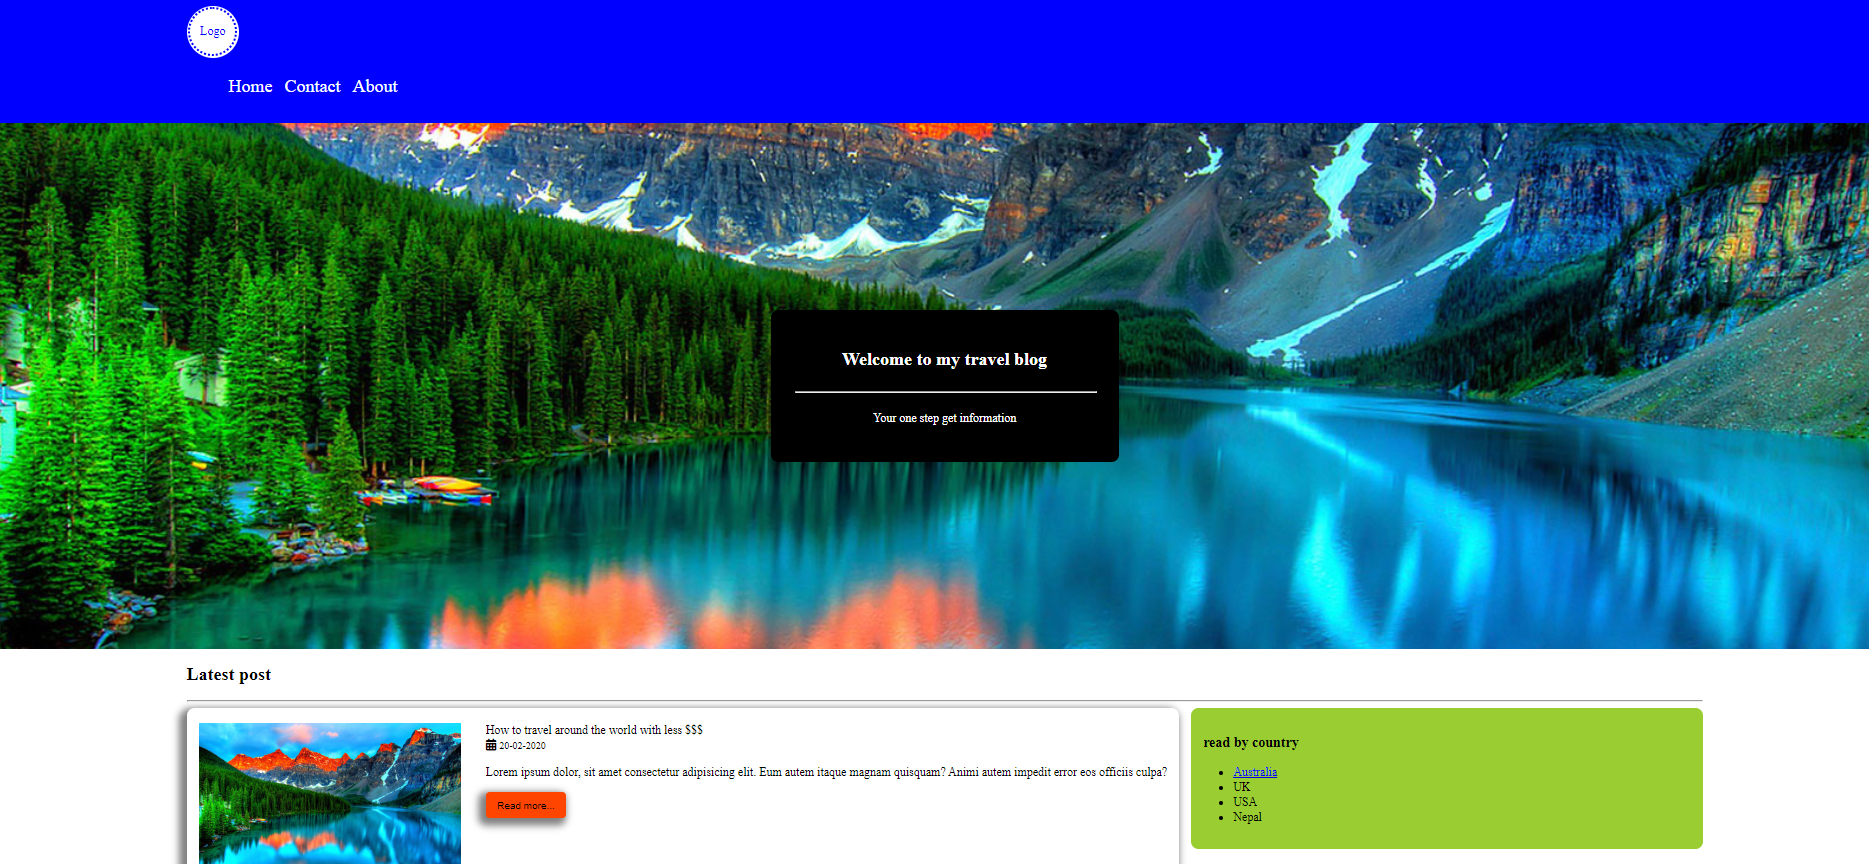 Logo
Home Contact About
Welcome to my travel blog
Your one step get information
Latest post
How to travel around the world with less $$$
20-02-2020
Lorem ipsum dolor, sit amet consectetur adipisicing elit. Eum autem itaque magnam quisquam? Animi autem impedit error eos officiis culpa?
Read more...
read by country
Australia
UK
USA
Nepal